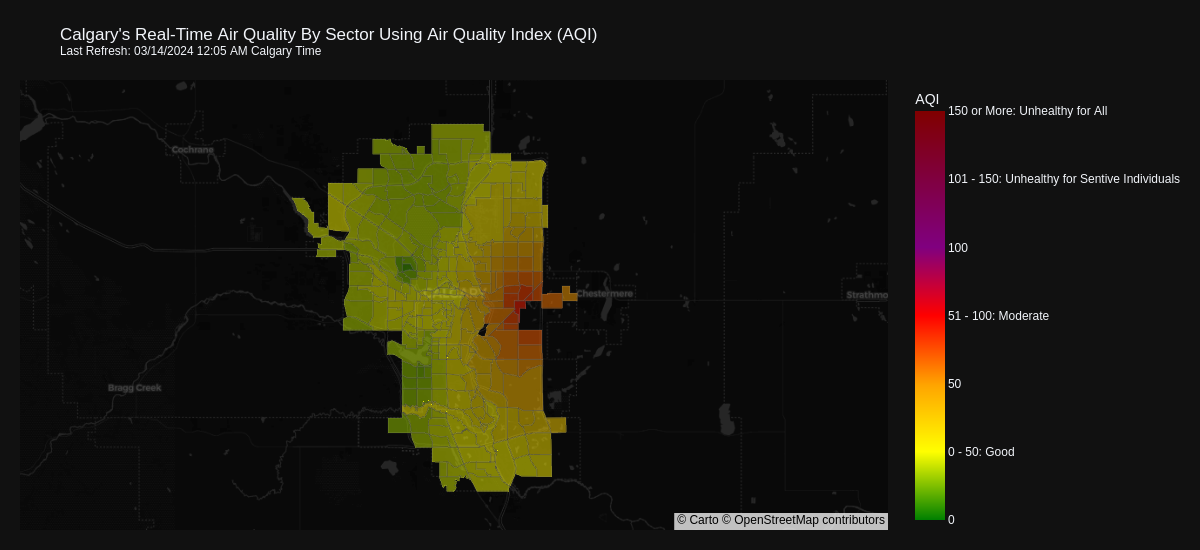 Calgary's Real-Time Air Quality By Sector Using Air Quality Index (AQI)
Last Refresh: 03/14/2024 12:05 AM Calgary Time
AQI
150 or More: Unhealthy for All
Cochrane
101 - 150: Unhealthy for Sentive Individuals
100
CALGARY
Chestermere
Strathmo
51 - 100: Moderate
50
Bragg Creek
0 - 50: Good
0
© Carto © OpenStreetMap contributors